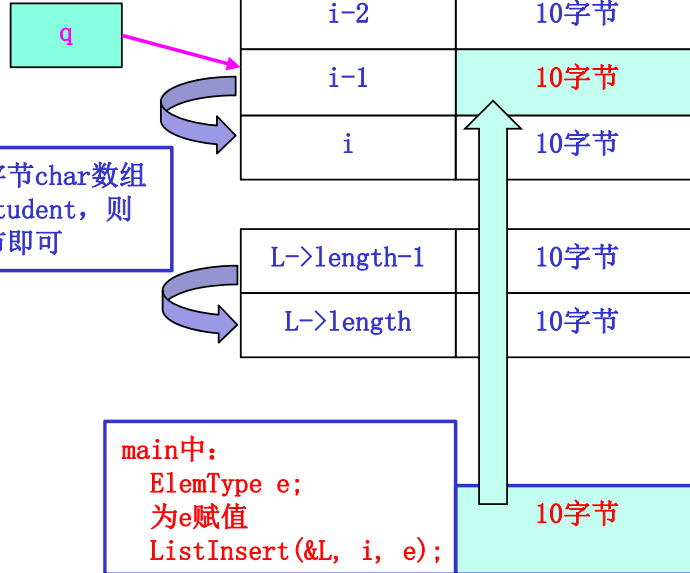 i-2 10字节
q
i-1 10字节
i 10字节
字节char数组
tudent，则
即可
L->length-1 10字节
L->length 10字节
main中：
ElemType e;
为e赋值
ListInsert(&L, i, e);
10字节